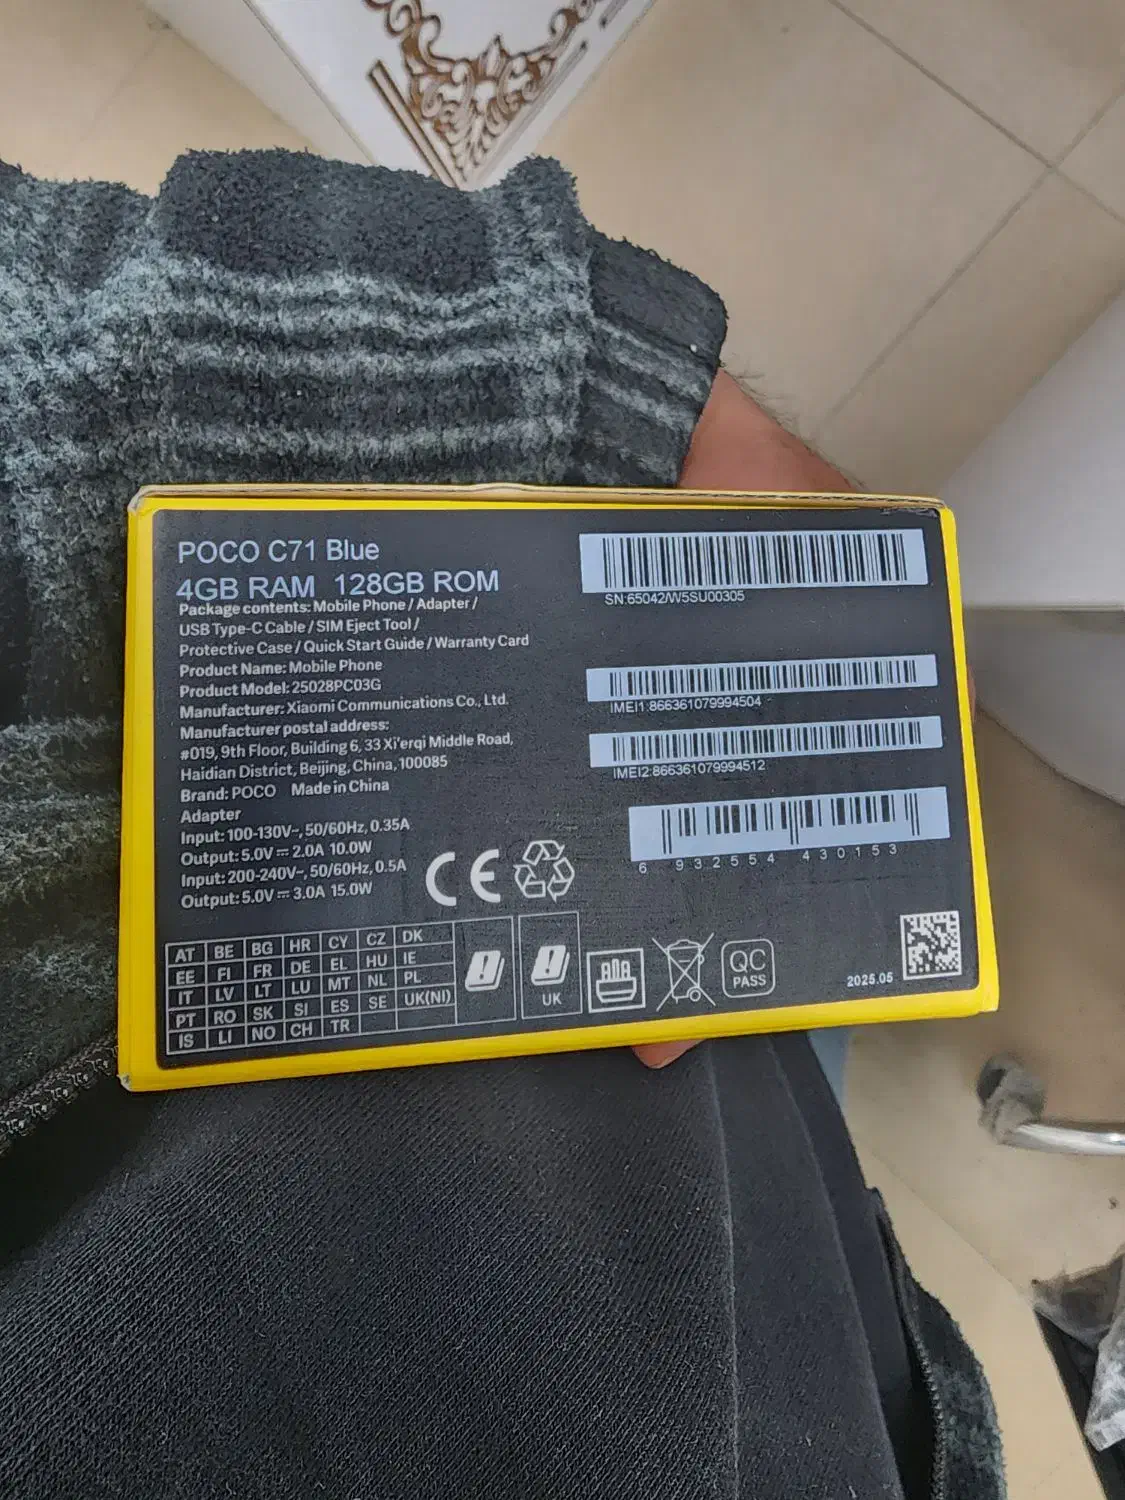 POCO C71 Blue
4GB RAM 128GB ROM
Package contents: Mobile Phone / Adapter /
USB Type-C Cable / SIM Eject Tool /
Protective Case / Quick Start Guide / Warranty Card
Product Name: Mobile Phone
Product Model: 25028PC03G
Manufacturer: Xiaomi Communications Co., Ltd.
Manufacturer postal address:
#019, 9th Floor, Building 6, 33 Xi'erqi Middle Road,
Haidian District, Beijing, China, 100085
Brand: POCO Made in China
Adapter
Input: 100-130V~, 50/60Hz, 0.35A
Output: 5.0V⎓2.0A 10.0W
Input: 200-240V~, 50/60Hz, 0.5A
Output: 5.0V⎓3.0A 15.0W
SN:65042/W5SU00305
IMEI1:866361079994504
IMEI2:866361079994512
6 932554 430153
CE
AT BE BG HR CY CZ DK
EE FI FR DE EL HU IE
IT LV LT LU MT NL PL
PT RO SK SI ES SE UK(NI)
IS LI NO CH TR
UK
QC
PASS
2025.05